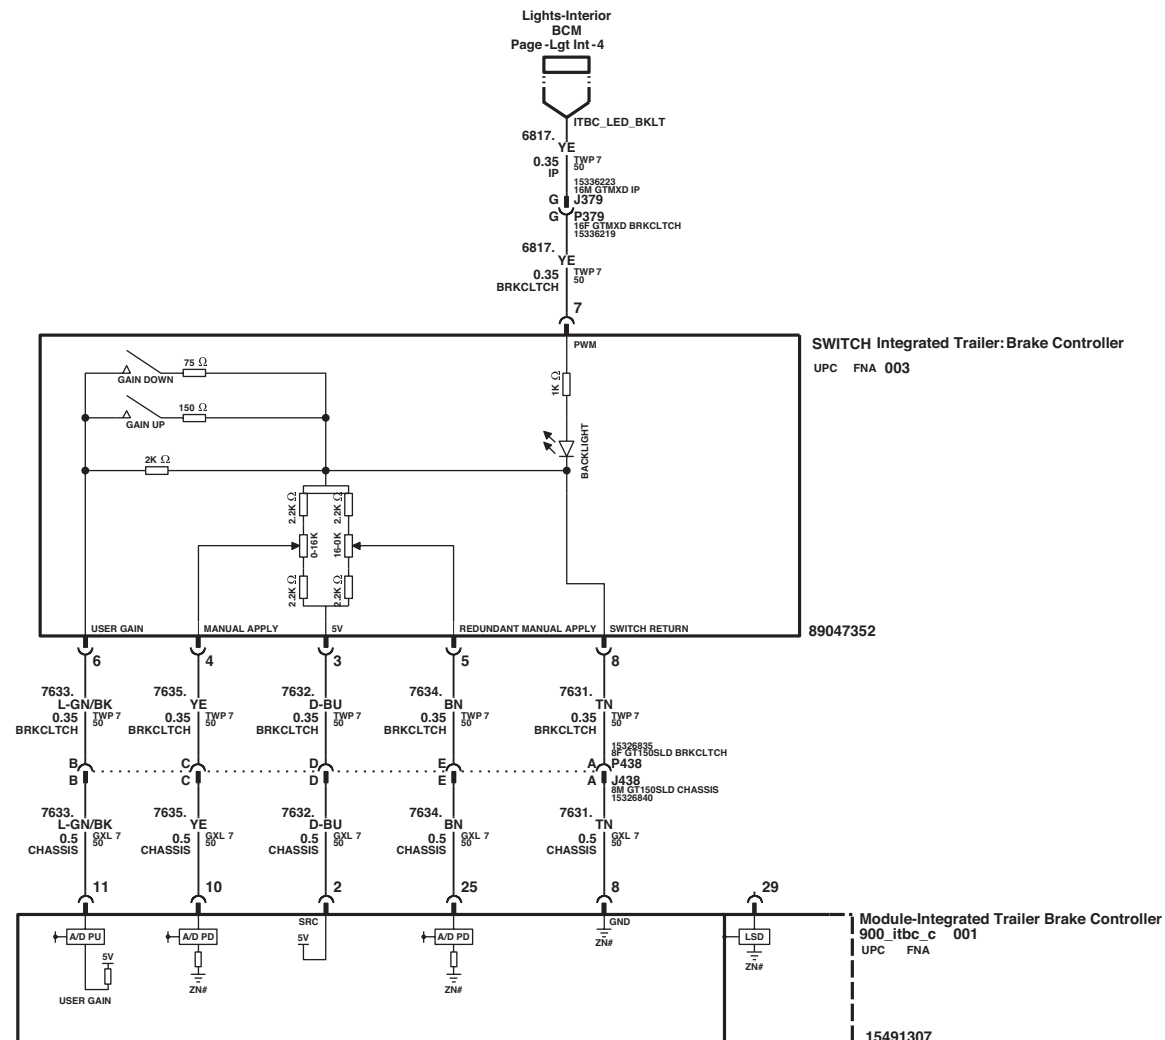 Lights-Interior
BCM
Page-Lgt Int-4
ITBC_LED_BKLT
6817.
YE
0.35
IP
TWP 7
50
15336223
16M GTMXD IP
G J379
G P379
16F GTMXD BRKCLTCH
15336219
6817.
YE
0.35
BRKCLTCH
TWP 7
50
7
PWM
SWITCH Integrated Trailer: Brake Controller
UPC FNA 003
75 Ω
GAIN DOWN
150 Ω
GAIN UP
2K Ω
1K Ω
BACKLIGHT
2.2K Ω
2.2K Ω
0-16K
16-0K
2.2K Ω
2.2K Ω
USER GAIN
MANUAL APPLY
5V
REDUNDANT MANUAL APPLY
SWITCH RETURN
89047352
6 4 3 5 8
7633.
L-GN/BK
0.35
BRKCLTCH
TWP 7
50
7635.
YE
0.35
BRKCLTCH
TWP 7
50
7632.
D-BU
0.35
BRKCLTCH
TWP 7
50
7634.
BN
0.35
BRKCLTCH
TWP 7
50
7631.
TN
0.35
BRKCLTCH
TWP 7
50
15326835
8F GT150SLD BRKCLTCH
B C D E A P438
B C D E A J438
8M GT150SLD CHASSIS
15326840
7633.
L-GN/BK
0.5
CHASSIS
GXL 7
50
7635.
YE
0.5
CHASSIS
GXL 7
50
7632.
D-BU
0.5
CHASSIS
GXL 7
50
7634.
BN
0.5
CHASSIS
GXL 7
50
7631.
TN
0.5
CHASSIS
GXL 7
50
11 10 2 25 8 29
Module-Integrated Trailer Brake Controller
900_itbc_c 001
UPC FNA
SRC
GND
A/D PU
A/D PD
5V
A/D PD
ZN#
LSD
5V
ZN#
ZN#
ZN#
USER GAIN
15491307